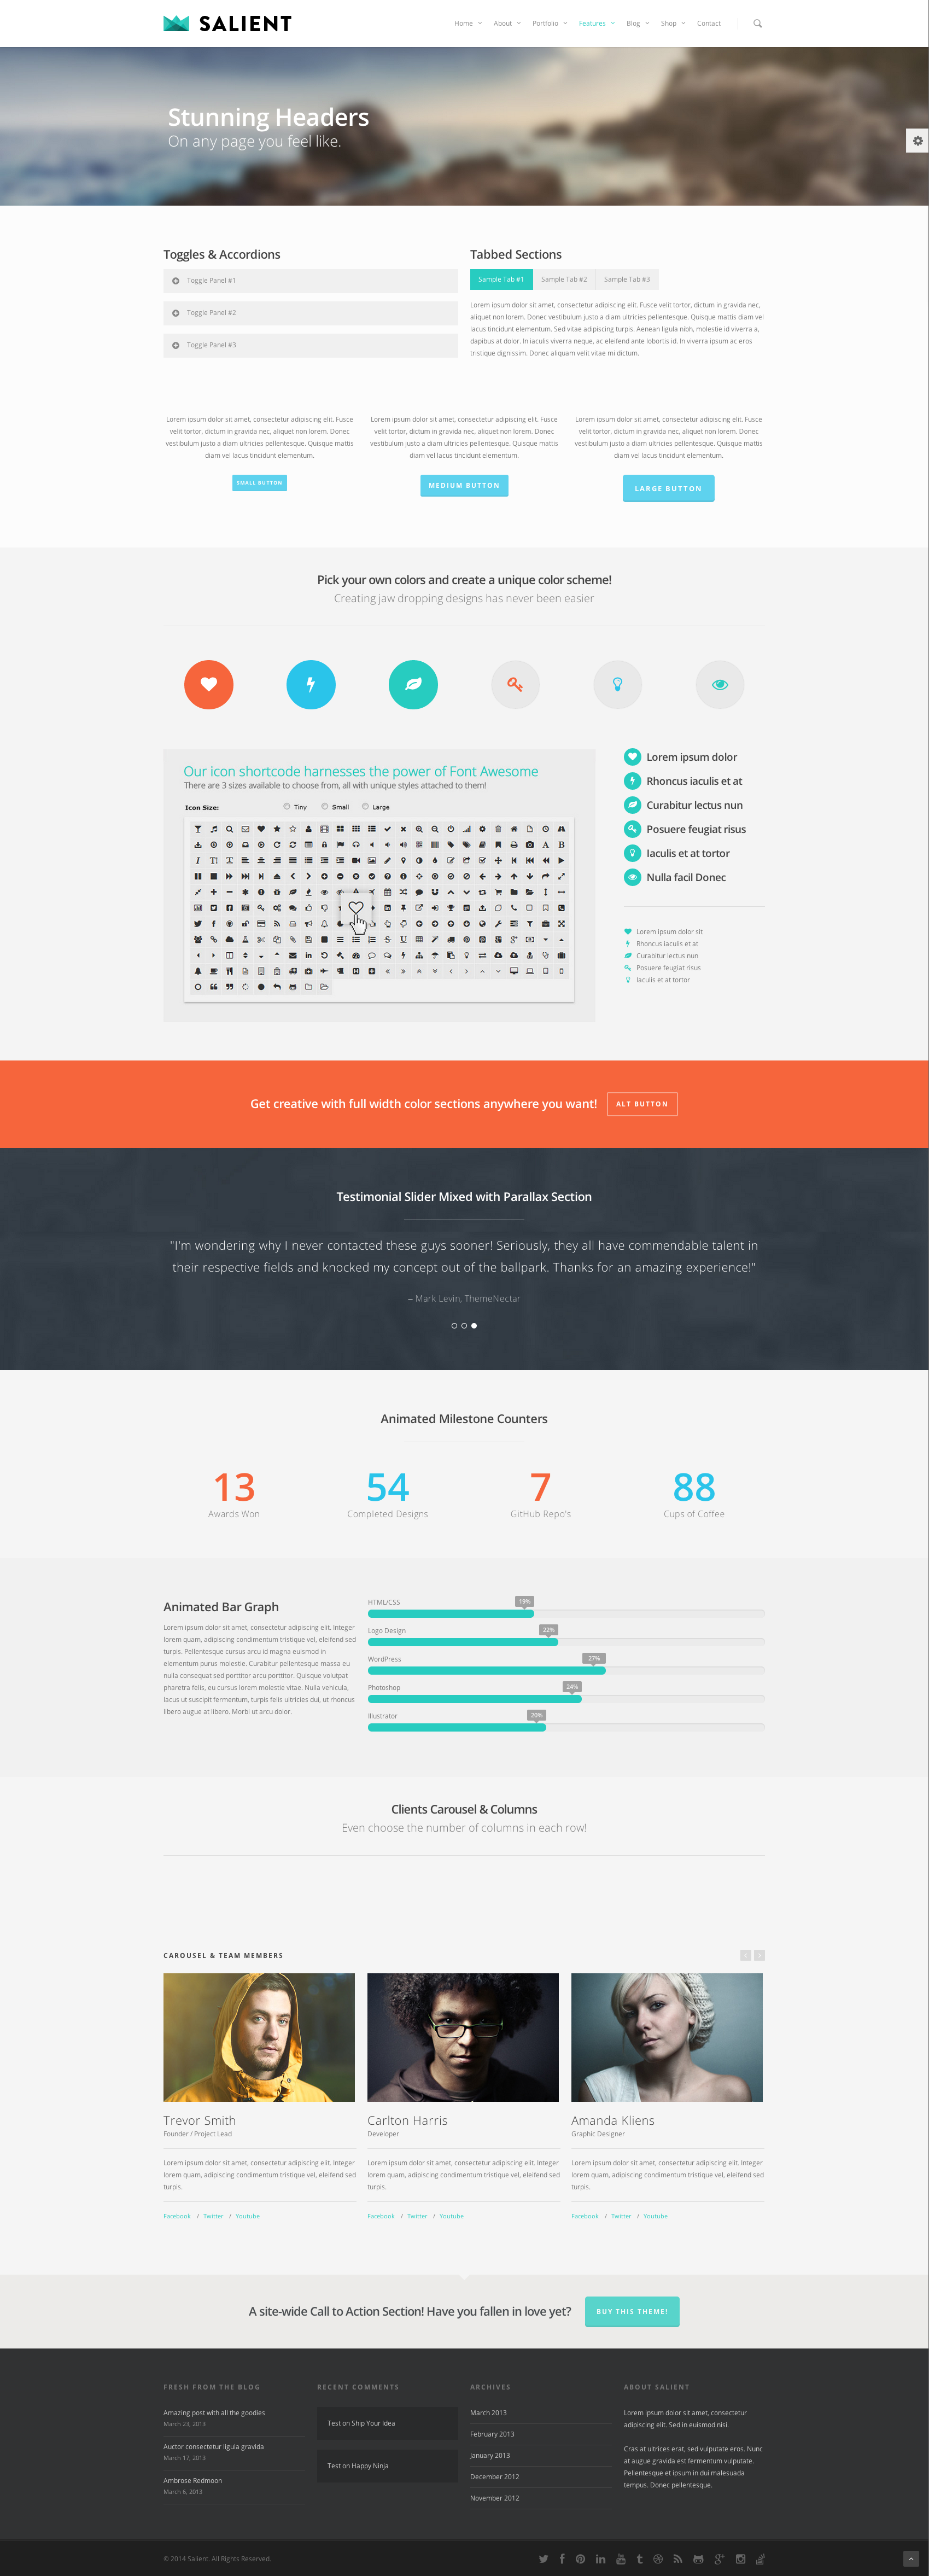 SALIENT
Home About Portfolio Features Blog Shop Contact
Stunning Headers
On any page you feel like.
Toggles & Accordions
Toggle Panel #1
Toggle Panel #2
Toggle Panel #3
Tabbed Sections
Sample Tab #1 Sample Tab #2 Sample Tab #3
Lorem ipsum dolor sit amet, consectetur adipiscing elit. Fusce velit tortor, dictum in gravida nec,
aliquet non lorem. Donec vestibulum justo a diam ultricies pellentesque. Quisque mattis diam vel
lacus tincidunt elementum. Sed vitae adipiscing turpis. Aenean ligula nibh, molestie id viverra a,
dapibus at dolor. In iaculis viverra neque, ac eleifend ante lobortis id. In viverra ipsum ac eros
tristique dignissim. Donec aliquam velit vitae mi dictum.
Lorem ipsum dolor sit amet, consectetur adipiscing elit. Fusce
velit tortor, dictum in gravida nec, aliquet non lorem. Donec
vestibulum justo a diam ultricies pellentesque. Quisque mattis
diam vel lacus tincidunt elementum.
SMALL BUTTON
Lorem ipsum dolor sit amet, consectetur adipiscing elit. Fusce
velit tortor, dictum in gravida nec, aliquet non lorem. Donec
vestibulum justo a diam ultricies pellentesque. Quisque mattis
diam vel lacus tincidunt elementum.
MEDIUM BUTTON
Lorem ipsum dolor sit amet, consectetur adipiscing elit. Fusce
velit tortor, dictum in gravida nec, aliquet non lorem. Donec
vestibulum justo a diam ultricies pellentesque. Quisque mattis
diam vel lacus tincidunt elementum.
LARGE BUTTON
Pick your own colors and create a unique color scheme!
Creating jaw dropping designs has never been easier
Our icon shortcode harnesses the power of Font Awesome
There are 3 sizes available to choose from, all with unique styles attached to them!
Icon Size: Tiny Small Large
Lorem ipsum dolor
Rhoncus iaculis et at
Curabitur lectus nun
Posuere feugiat risus
Iaculis et at tortor
Nulla facil Donec
Lorem ipsum dolor sit
Rhoncus iaculis et at
Curabitur lectus nun
Posuere feugiat risus
Iaculis et at tortor
Get creative with full width color sections anywhere you want! ALT BUTTON
Testimonial Slider Mixed with Parallax Section
"I'm wondering why I never contacted these guys sooner! Seriously, they all have commendable talent in
their respective fields and knocked my concept out of the ballpark. Thanks for an amazing experience!"
– Mark Levin, ThemeNectar
Animated Milestone Counters
13 54 7 88
Awards Won Completed Designs GitHub Repo's Cups of Coffee
Animated Bar Graph
Lorem ipsum dolor sit amet, consectetur adipiscing elit. Integer
lorem quam, adipiscing condimentum tristique vel, eleifend sed
turpis. Pellentesque cursus arcu id magna euismod in
elementum purus molestie. Curabitur pellentesque massa eu
nulla consequat sed porttitor arcu porttitor. Quisque volutpat
pharetra felis, eu cursus lorem molestie vitae. Nulla vehicula,
lacus ut suscipit fermentum, turpis felis ultricies dui, ut rhoncus
libero augue at libero. Morbi ut arcu dolor.
HTML/CSS 19%
Logo Design 22%
WordPress 27%
Photoshop 24%
Illustrator 20%
Clients Carousel & Columns
Even choose the number of columns in each row!
CAROUSEL & TEAM MEMBERS
Trevor Smith
Founder / Project Lead
Lorem ipsum dolor sit amet, consectetur adipiscing elit. Integer
lorem quam, adipiscing condimentum tristique vel, eleifend sed
turpis.
Facebook / Twitter / Youtube
Carlton Harris
Developer
Lorem ipsum dolor sit amet, consectetur adipiscing elit. Integer
lorem quam, adipiscing condimentum tristique vel, eleifend sed
turpis.
Facebook / Twitter / Youtube
Amanda Kliens
Graphic Designer
Lorem ipsum dolor sit amet, consectetur adipiscing elit. Integer
lorem quam, adipiscing condimentum tristique vel, eleifend sed
turpis.
Facebook / Twitter / Youtube
A site-wide Call to Action Section! Have you fallen in love yet? BUY THIS THEME!
FRESH FROM THE BLOG
Amazing post with all the goodies
March 23, 2013
Auctor consectetur ligula gravida
March 17, 2013
Ambrose Redmoon
March 6, 2013
RECENT COMMENTS
Test on Ship Your Idea
Test on Happy Ninja
ARCHIVES
March 2013
February 2013
January 2013
December 2012
November 2012
ABOUT SALIENT
Lorem ipsum dolor sit amet, consectetur
adipiscing elit. Sed in euismod nisi.
Cras at ultrices erat, sed vulputate eros. Nunc
at augue gravida est fermentum vulputate.
Pellentesque et ipsum in dui malesuada
tempus. Donec pellentesque.
© 2014 Salient. All Rights Reserved.